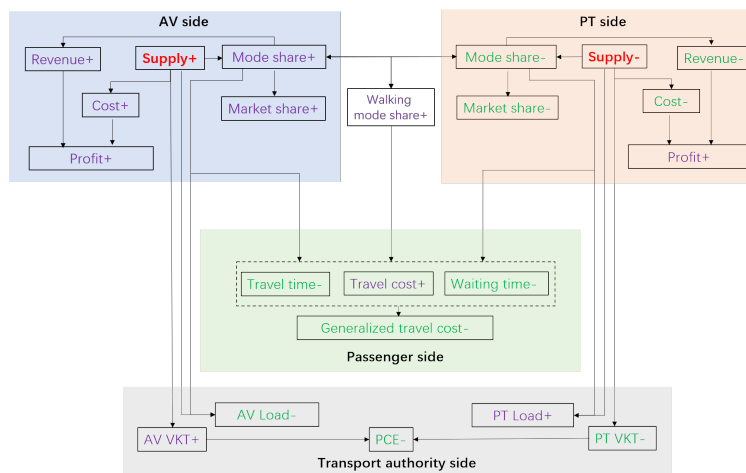 AV side
PT side
Revenue+
Supply+
Mode share+
Mode share-
Supply-
Revenue-
Cost+
Market share+
Walking
mode share+
Market share-
Cost-
Profit+
Profit+
Travel time-
Travel cost+
Waiting time-
Generalized travel cost-
Passenger side
AV Load-
PT Load+
AV VKT+
PCE-
PT VKT-
Transport authority side